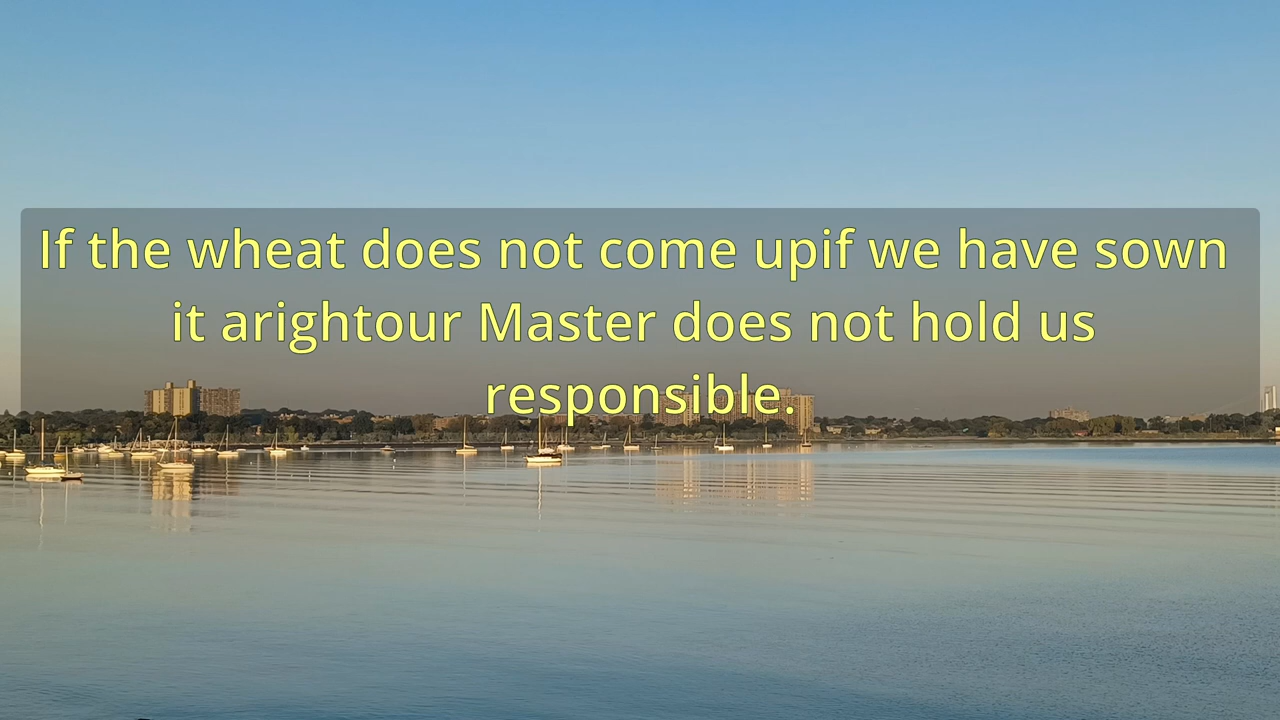 If the wheat does not come upif we have sown
it arightour Master does not hold us
responsible.